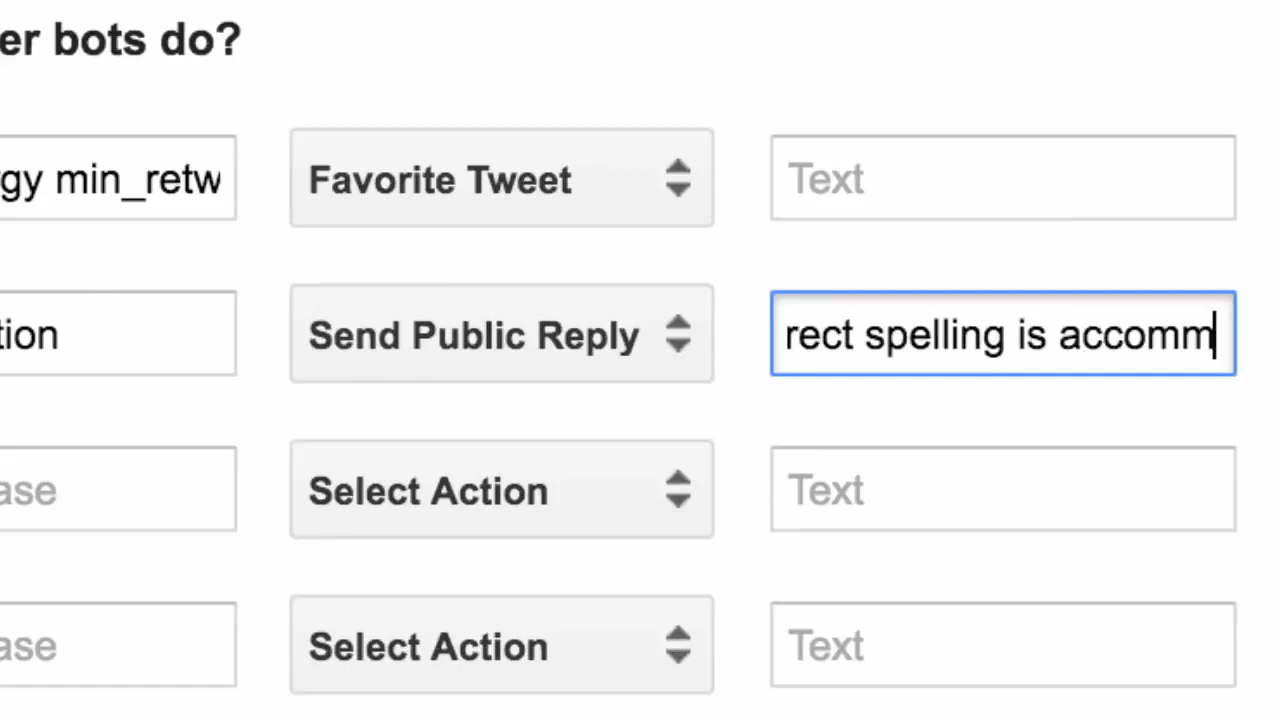 er bots do?
gy min_retw Favorite Tweet Text
tion Send Public Reply rect spelling is accomm
ase Select Action Text
ase Select Action Text